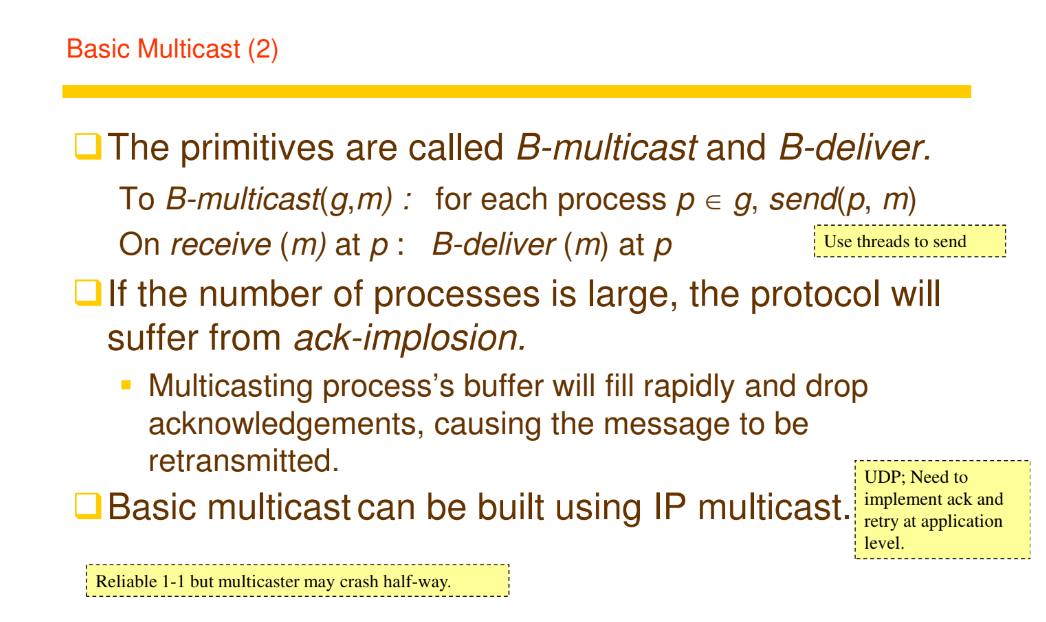 Basic Multicast (2)
The primitives are called B-multicast and B-deliver.
To B-multicast(g,m) : for each process p ∈ g, send(p, m)
On receive (m) at p : B-deliver (m) at p
Use threads to send
If the number of processes is large, the protocol will
suffer from ack-implosion.
Multicasting process's buffer will fill rapidly and drop
acknowledgements, causing the message to be
retransmitted.
Basic multicast can be built using IP multicast.
UDP; Need to
implement ack and
retry at application
level.
Reliable 1-1 but multicaster may crash half-way.